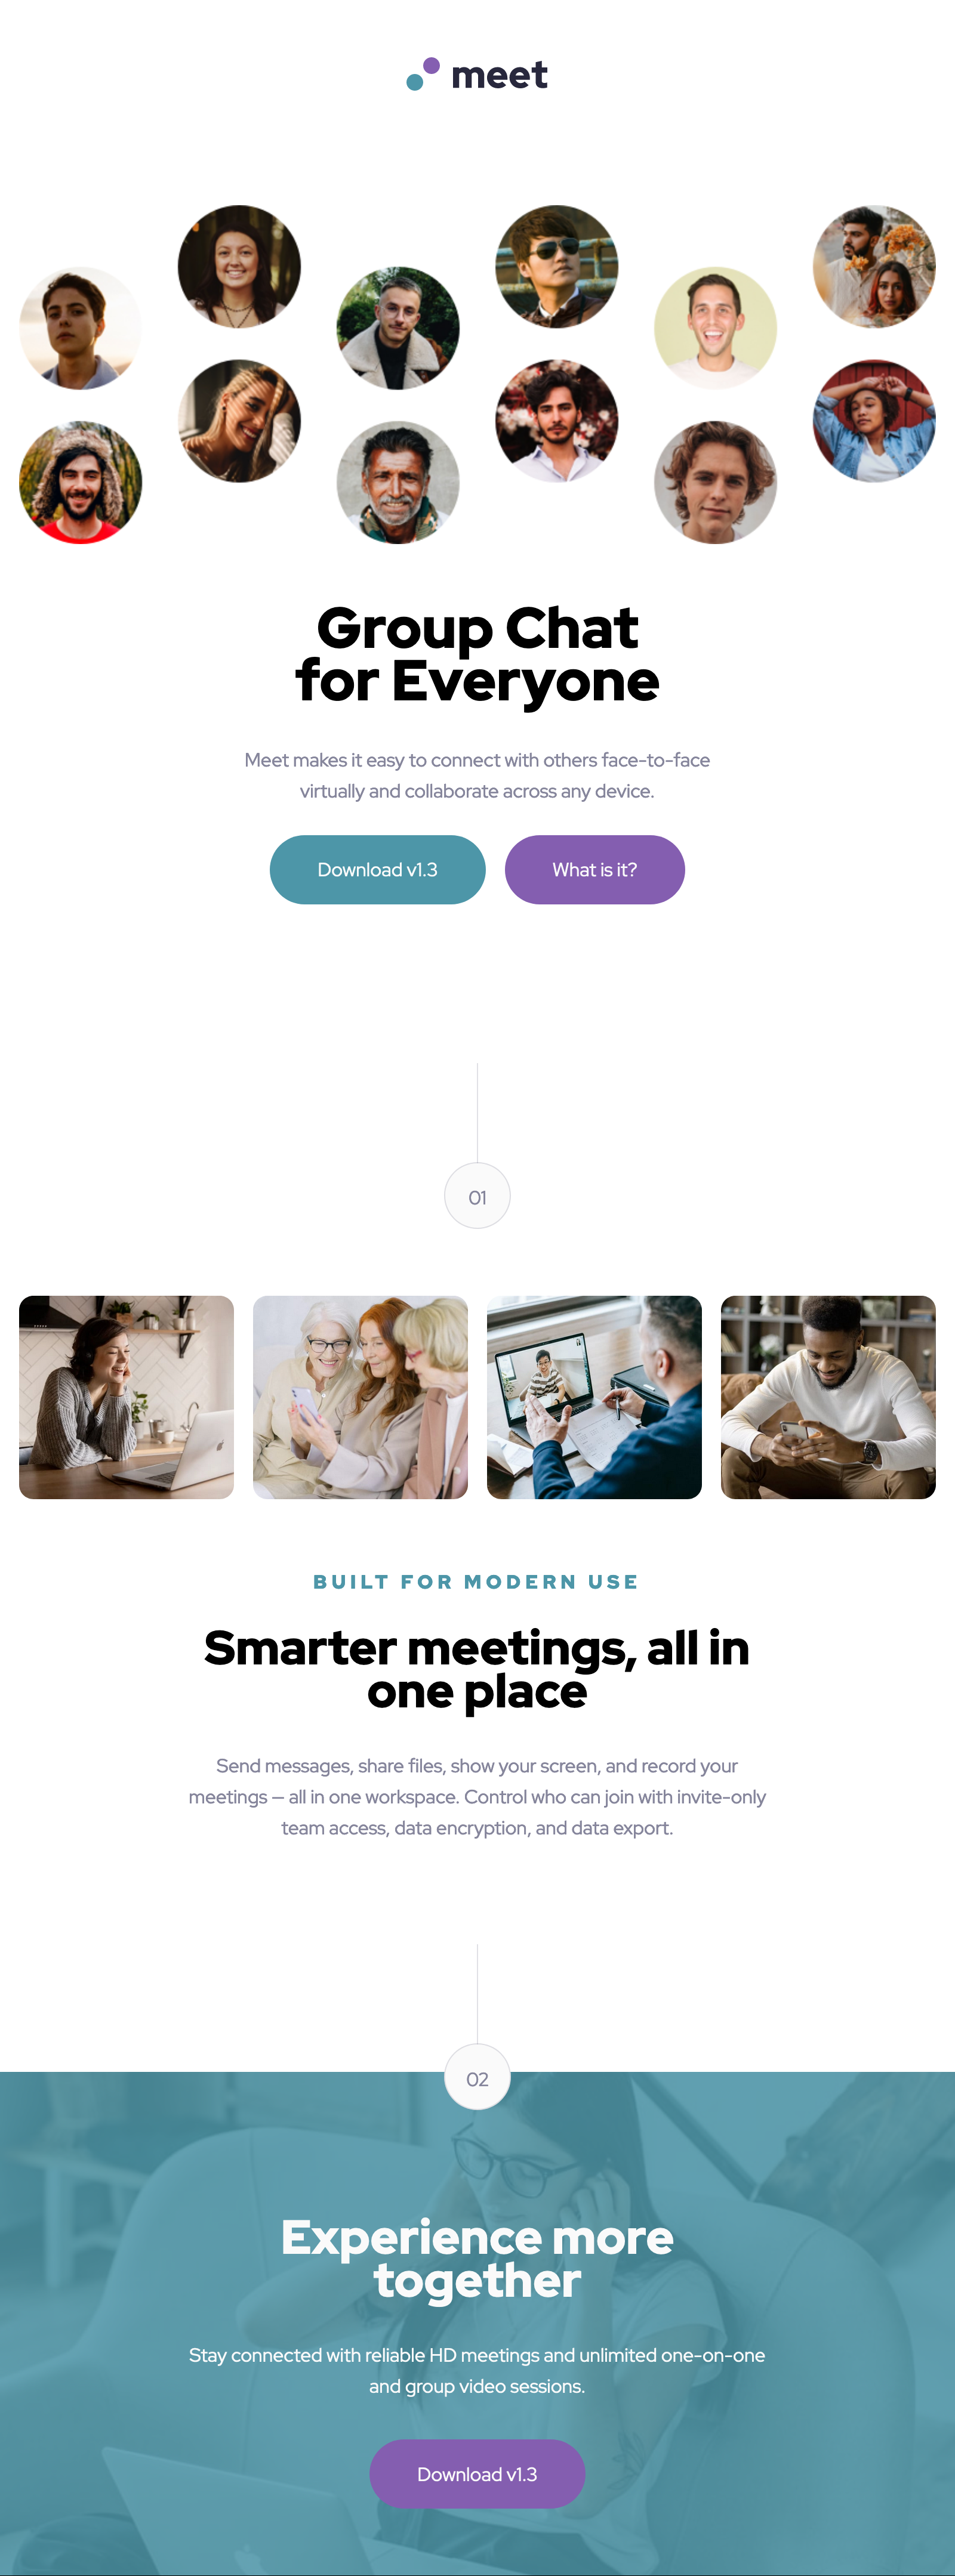 meet
Group Chat
for Everyone
Meet makes it easy to connect with others face-to-face
virtually and collaborate across any device.
Download v1.3
What is it?
01
BUILT FOR MODERN USE
Smarter meetings, all in
one place
Send messages, share files, show your screen, and record your
meetings — all in one workspace. Control who can join with invite-only
team access, data encryption, and data export.
02
Experience more
together
Stay connected with reliable HD meetings and unlimited one-on-one
and group video sessions.
Download v1.3